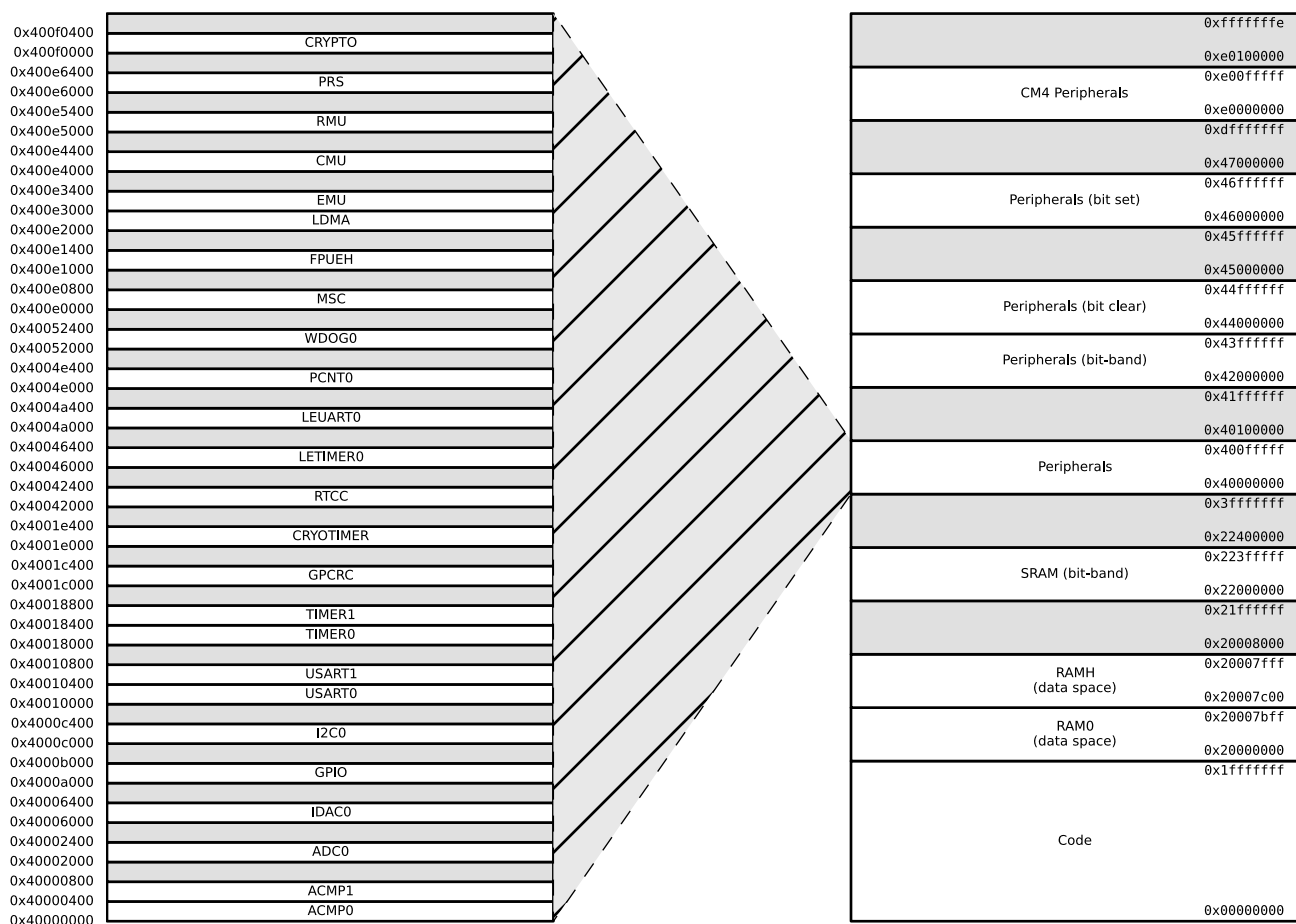 0x400f0400
CRYPTO
0x400f0000
0x400e6400
PRS
0x400e6000
0x400e5400
RMU
0x400e5000
0x400e4400
CMU
0x400e4000
0x400e3400
EMU
0x400e3000
LDMA
0x400e2000
0x400e1400
FPUEH
0x400e1000
0x400e0800
MSC
0x400e0000
0x40052400
WDOG0
0x40052000
0x4004e400
PCNT0
0x4004e000
0x4004a400
LEUART0
0x4004a000
0x40046400
LETIMER0
0x40046000
0x40042400
RTCC
0x40042000
0x4001e400
CRYOTIMER
0x4001e000
0x4001c400
GPCRC
0x4001c000
0x40018800
TIMER1
0x40018400
TIMER0
0x40018000
0x40010800
USART1
0x40010400
USART0
0x40010000
0x4000c400
I2C0
0x4000c000
0x4000b000
GPIO
0x4000a000
0x40006400
IDAC0
0x40006000
0x40002400
ADC0
0x40002000
0x40000800
ACMP1
0x40000400
ACMP0
0x40000000
0xfffffffe
0xe0100000
0xe00fffff
CM4 Peripherals
0xe0000000
0xdfffffff
0x47000000
0x46ffffff
Peripherals (bit set)
0x46000000
0x45ffffff
0x45000000
0x44ffffff
Peripherals (bit clear)
0x44000000
0x43ffffff
Peripherals (bit-band)
0x42000000
0x41ffffff
0x40100000
0x400fffff
Peripherals
0x40000000
0x3fffffff
0x22400000
0x223fffff
SRAM (bit-band)
0x22000000
0x21ffffff
0x20008000
0x20007fff
RAMH
(data space)
0x20007c00
0x20007bff
RAM0
(data space)
0x20000000
0x1fffffff
Code
0x00000000